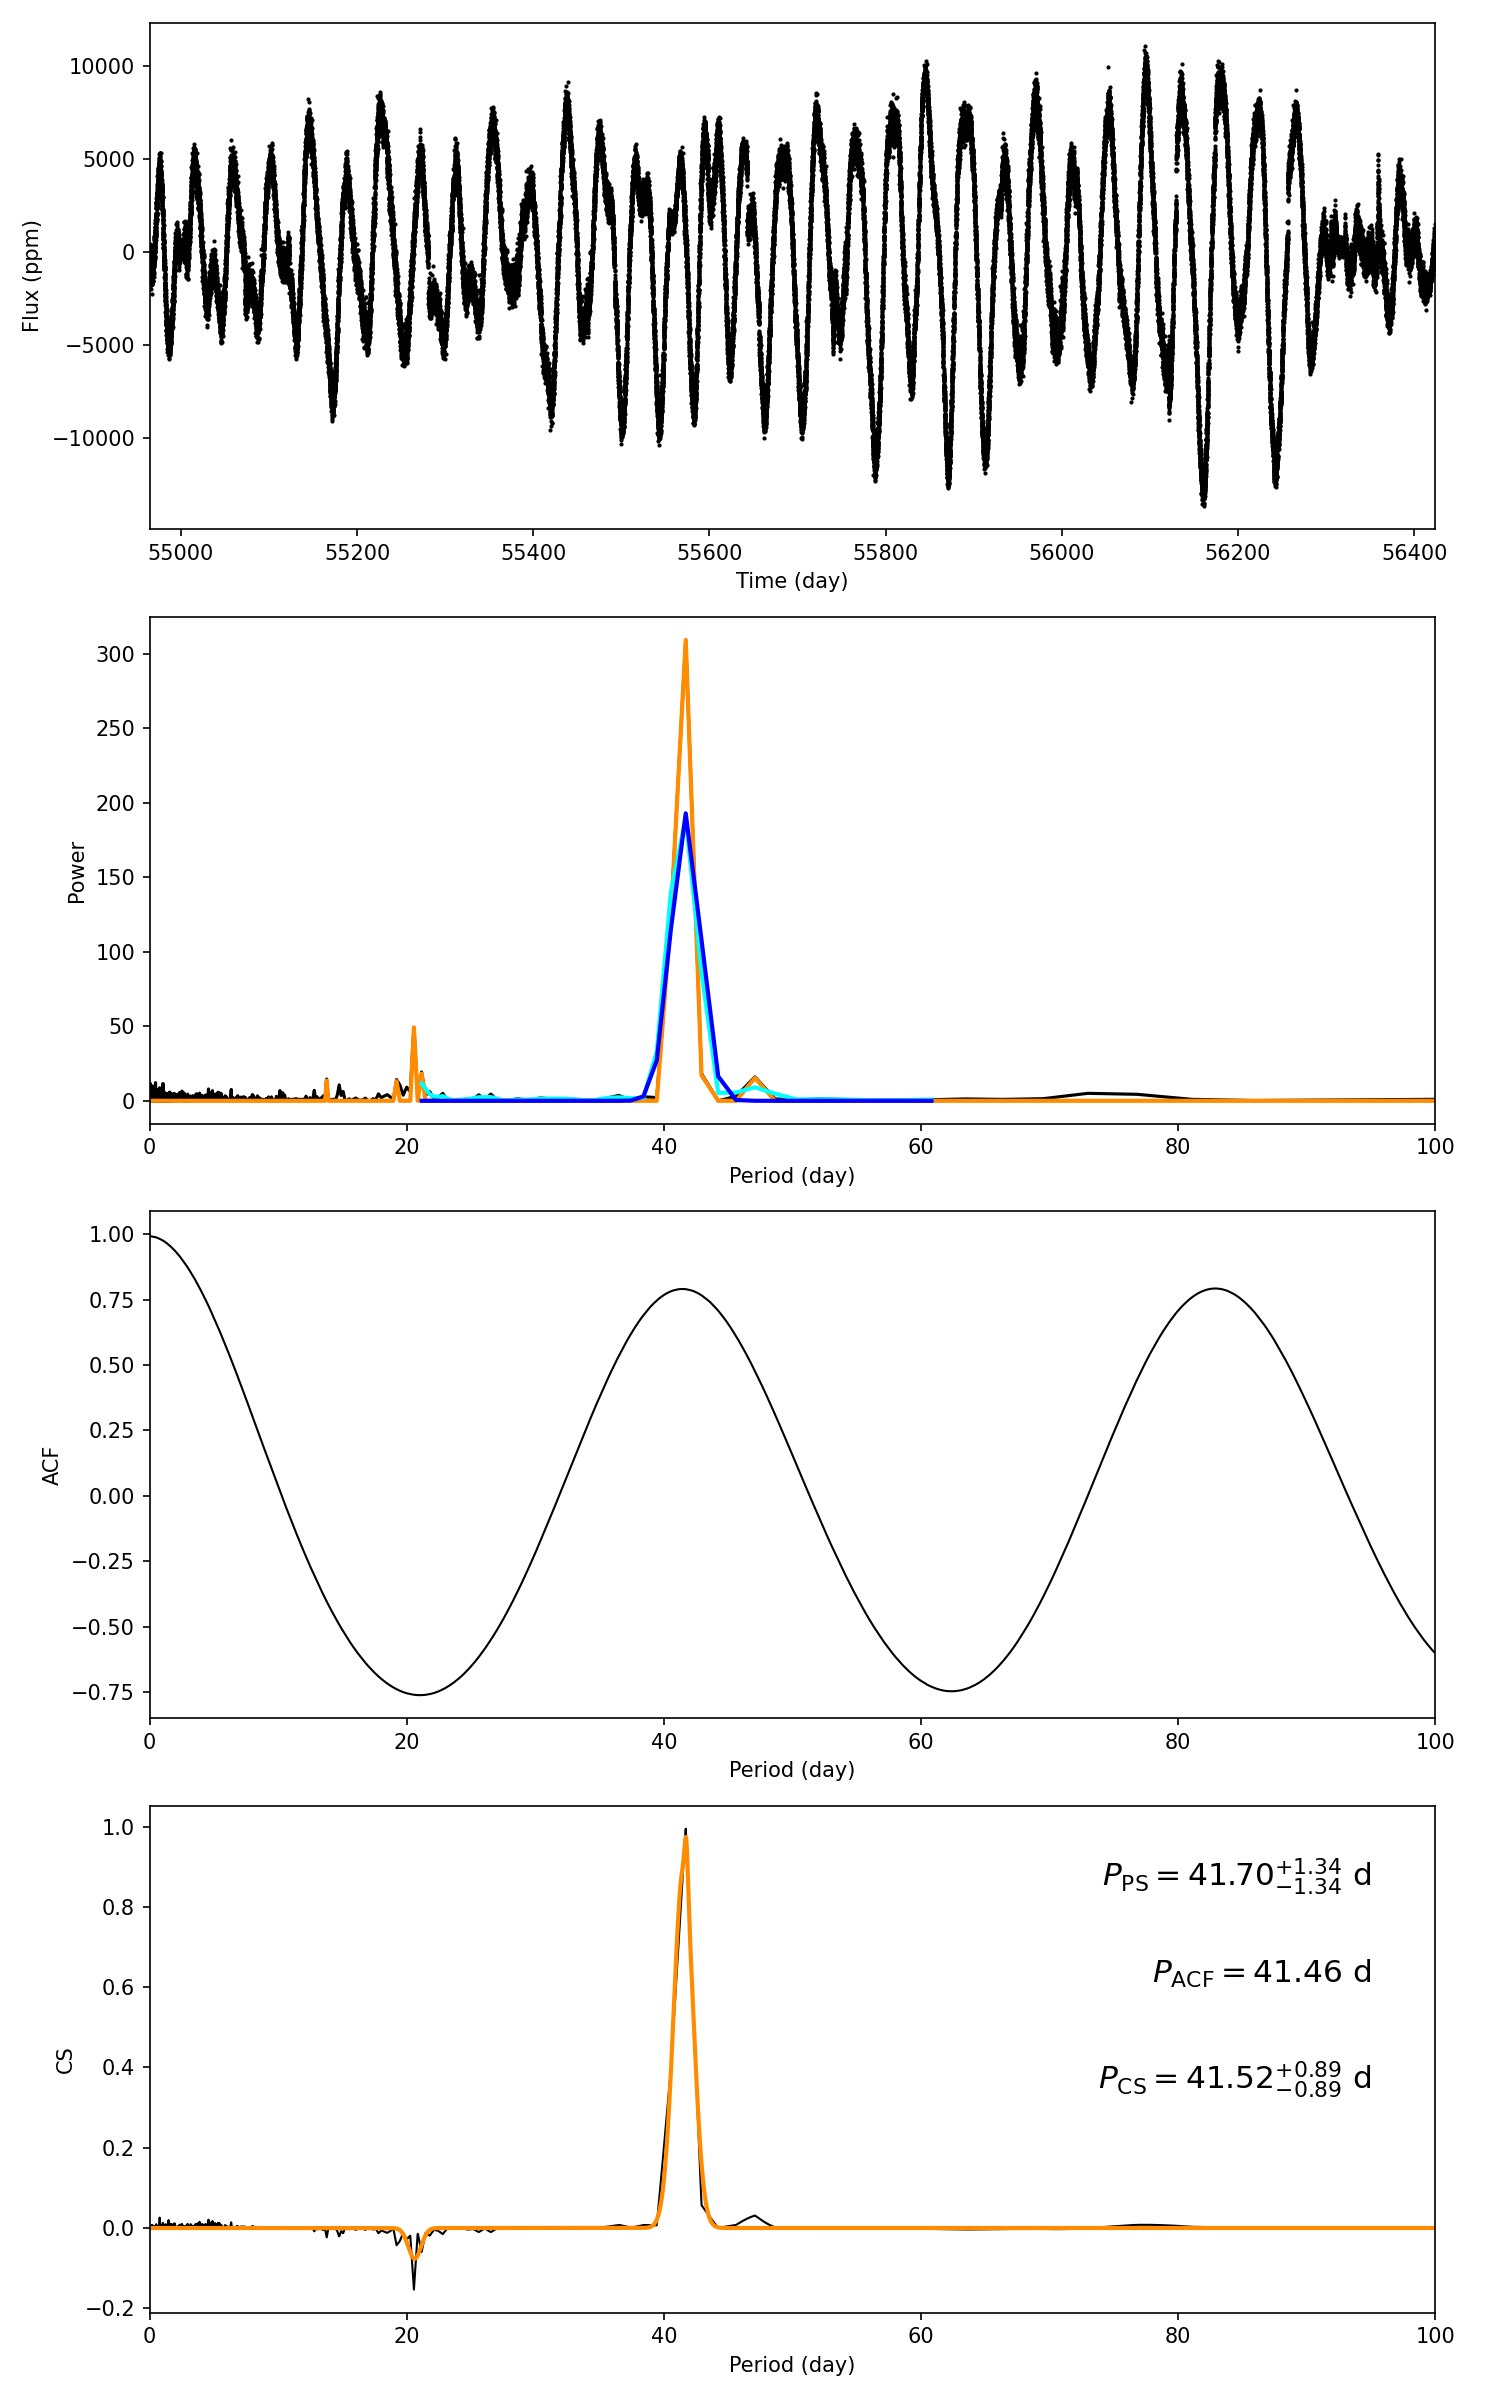 10000
5000
0
−5000
−10000
Flux (ppm)
55000 55200 55400 55600 55800 56000 56200 56400
Time (day)
300
250
200
150
100
50
0
Power
0 20 40 60 80 100
Period (day)
1.00
0.75
0.50
0.25
0.00
−0.25
−0.50
−0.75
ACF
0 20 40 60 80 100
Period (day)
1.0
0.8
0.6
0.4
0.2
0.0
−0.2
CS
P_PS = 41.70^{+1.34}_{−1.34} d
P_ACF = 41.46 d
P_CS = 41.52^{+0.89}_{−0.89} d
0 20 40 60 80 100
Period (day)